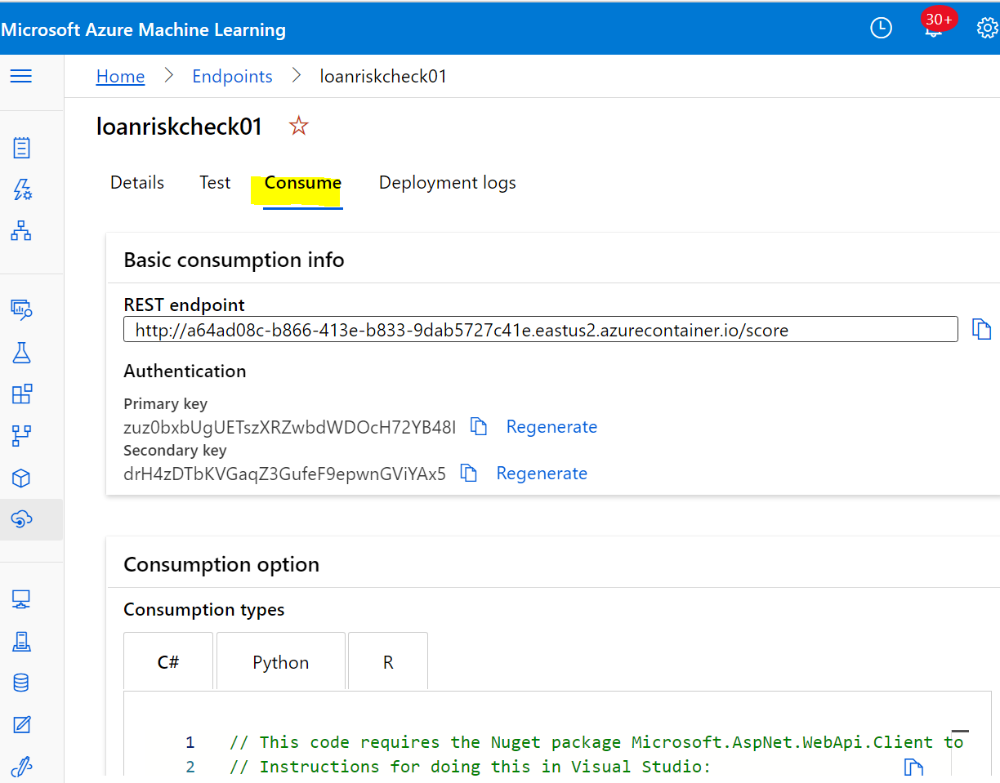 Microsoft Azure Machine Learning
30+
Home > Endpoints > loanriskcheck01
loanriskcheck01
Details Test Consume Deployment logs
Basic consumption info
REST endpoint
http://a64ad08c-b866-413e-b833-9dab5727c41e.eastus2.azurecontainer.io/score
Authentication
Primary key
zuz0bxbUgUETszXRZwbdWDOcH72YB48I Regenerate
Secondary key
drH4zDTbKVGaqZ3GufeF9epwnGViYAx5 Regenerate
Consumption option
Consumption types
C# Python R
1 // This code requires the Nuget package Microsoft.AspNet.WebApi.Client to
2 // Instructions for doing this in Visual Studio: